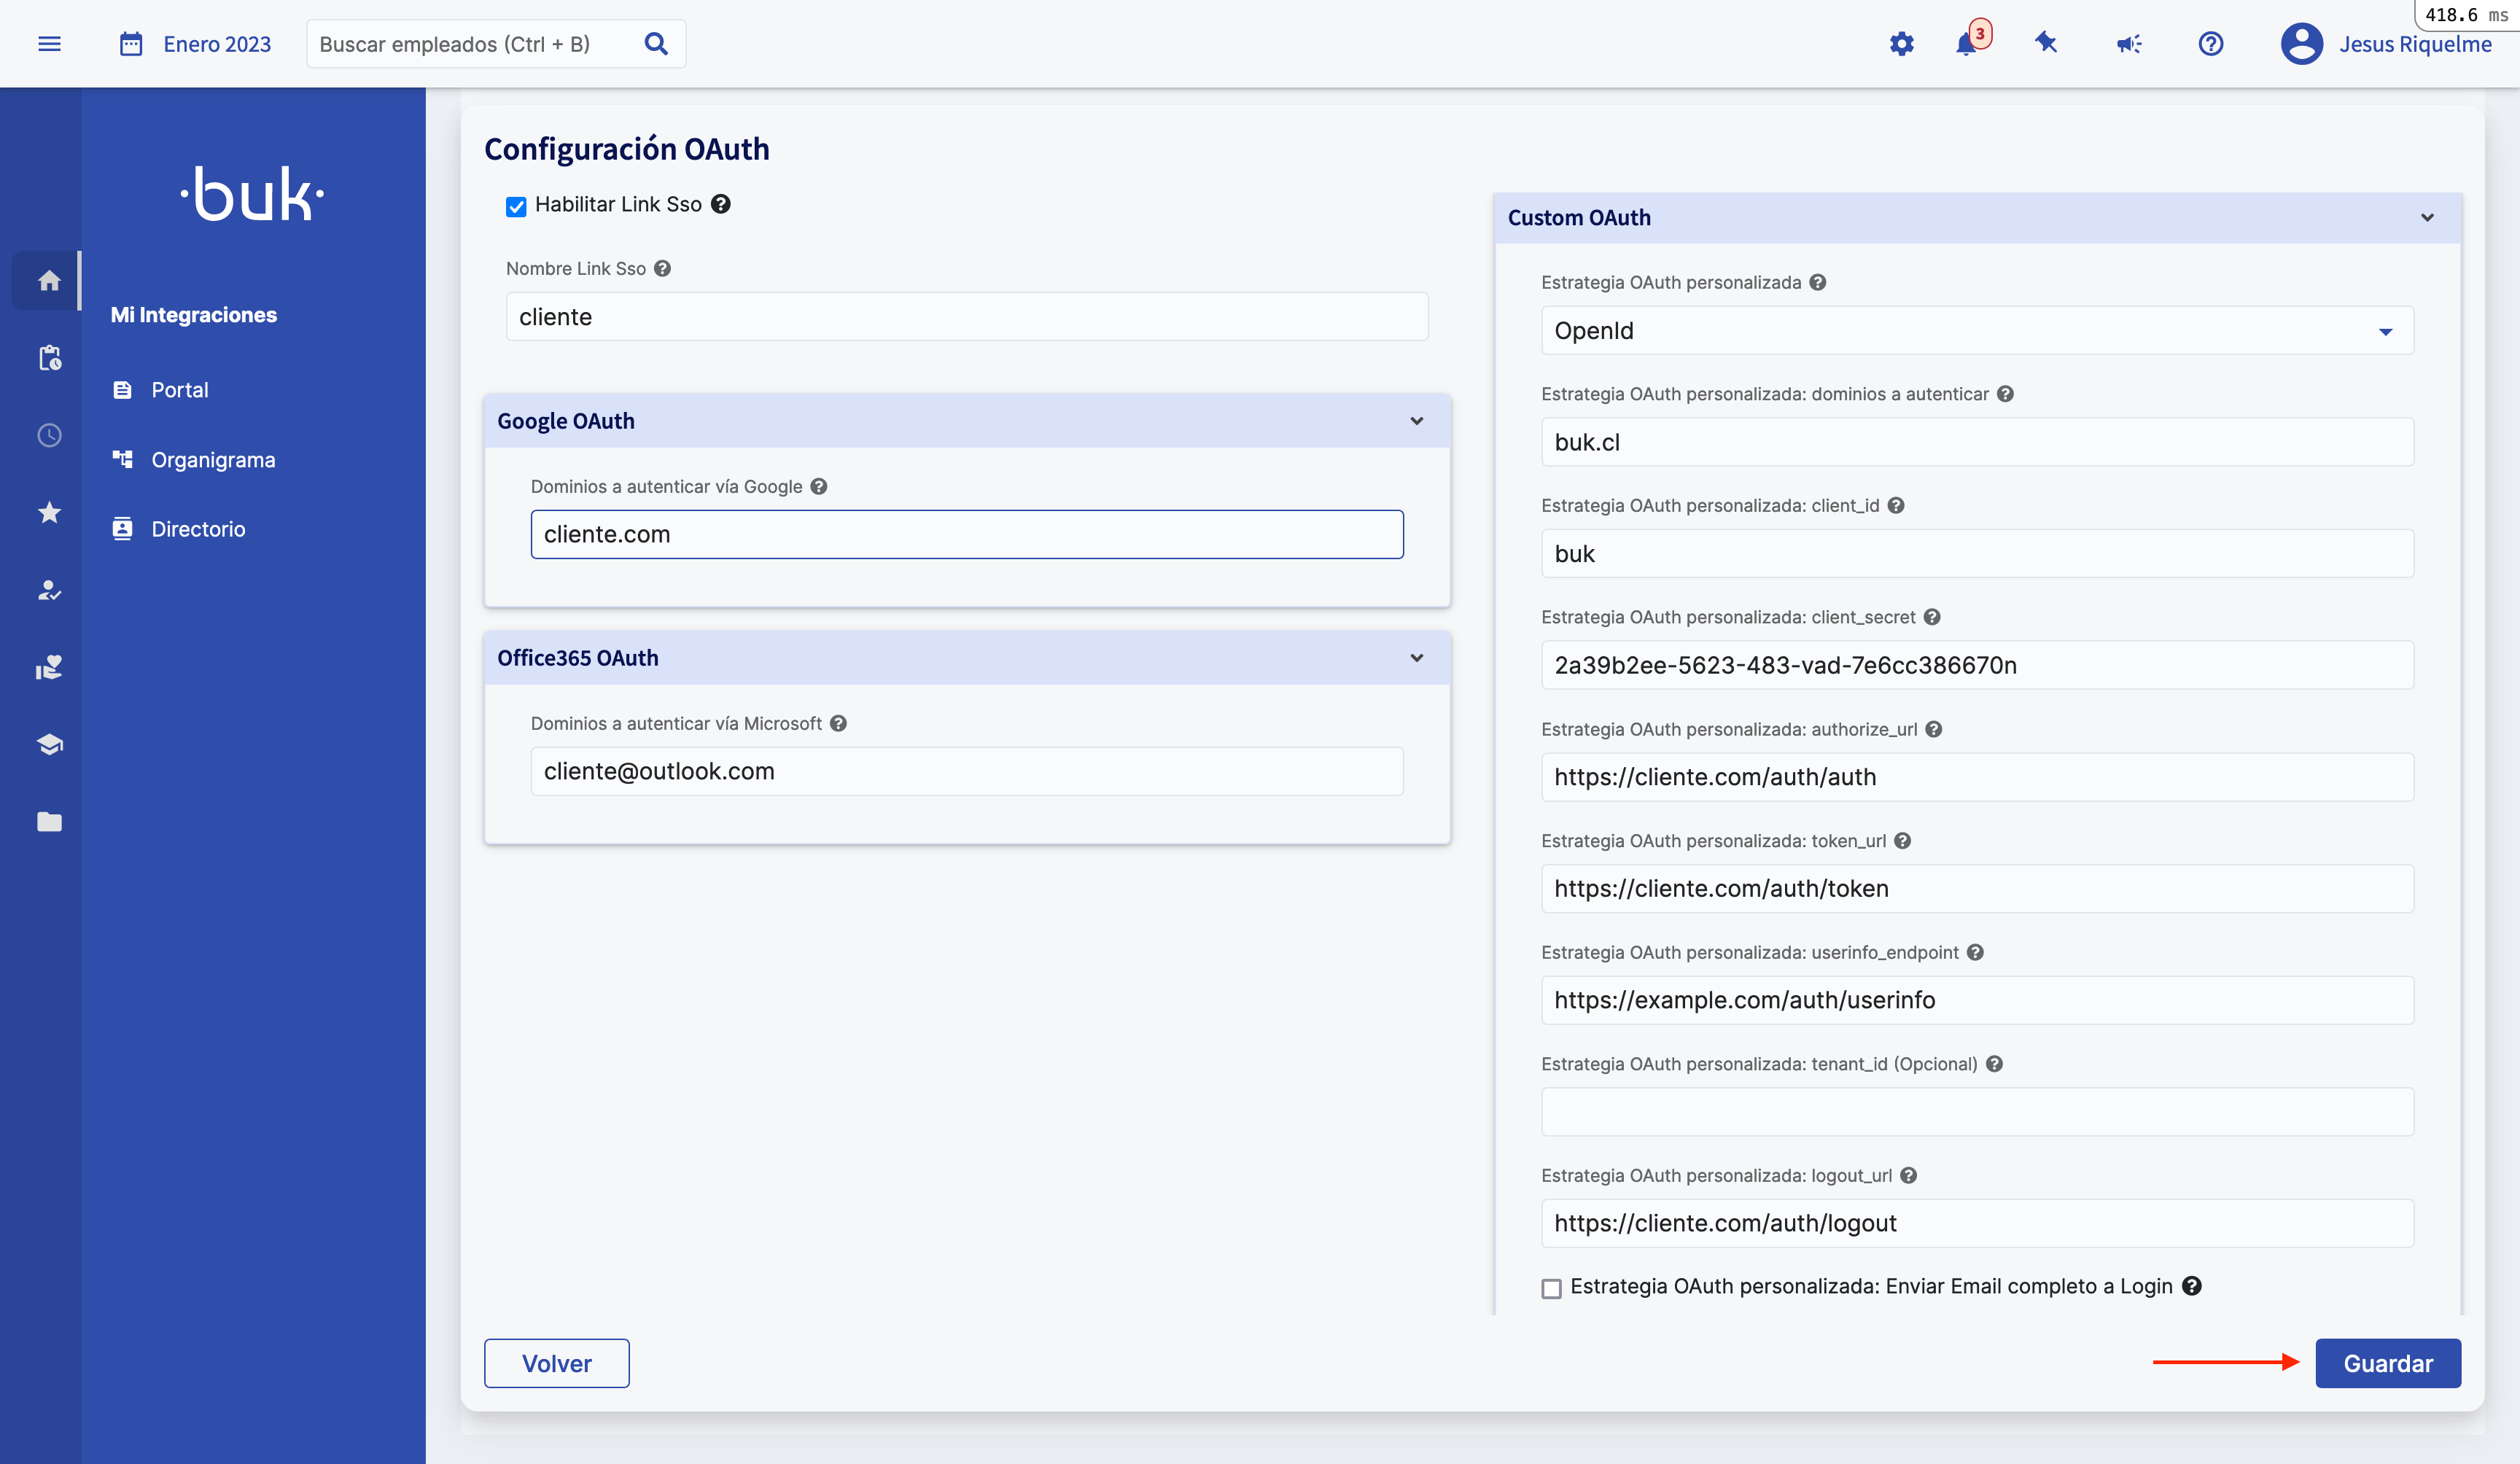 418.6 ms
Enero 2023
Buscar empleados (Ctrl + B)
3
Jesus Riquelme
·buk·
Mi Integraciones
Portal
Organigrama
Directorio
Configuración OAuth
Habilitar Link Sso
Nombre Link Sso
cliente
Google OAuth
Dominios a autenticar vía Google
cliente.com
Office365 OAuth
Dominios a autenticar vía Microsoft
cliente@outlook.com
Custom OAuth
Estrategia OAuth personalizada
OpenId
Estrategia OAuth personalizada: dominios a autenticar
buk.cl
Estrategia OAuth personalizada: client_id
buk
Estrategia OAuth personalizada: client_secret
2a39b2ee-5623-483-vad-7e6cc386670n
Estrategia OAuth personalizada: authorize_url
https://cliente.com/auth/auth
Estrategia OAuth personalizada: token_url
https://cliente.com/auth/token
Estrategia OAuth personalizada: userinfo_endpoint
https://example.com/auth/userinfo
Estrategia OAuth personalizada: tenant_id (Opcional)
Estrategia OAuth personalizada: logout_url
https://cliente.com/auth/logout
Estrategia OAuth personalizada: Enviar Email completo a Login
Volver
Guardar